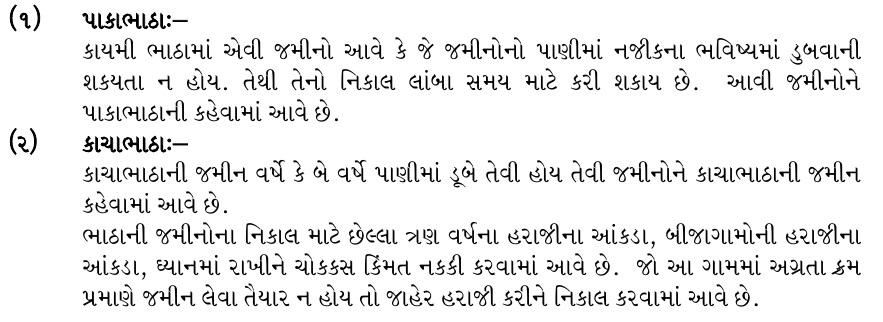 (૧) પાકાભાઠાઃ–
કાયમી ભાઠામાં એવી જમીનો આવે કે જે જમીનોનો પાણીમાં નજીકના ભવિષ્યમાં ડુબવાની
શકયતા ન હોય. તેથી તેનો નિકાલ લાંબા સમય માટે કરી શકાય છે. આવી જમીનોને
પાકાભાઠાની કહેવામાં આવે છે.
(૨) કાચાભાઠાઃ–
કાચાભાઠાની જમીન વર્ષે કે બે વર્ષે પાણીમાં ડૂબે તેવી હોય તેવી જમીનોને કાચાભાઠાની જમીન
કહેવામાં આવે છે.
ભાઠાની જમીનોના નિકાલ માટે છેલ્લા ત્રણ વર્ષના હરાજીના આંકડા, બીજાગામોની હરાજીના
આંકડા, ઘ્યાનમાં રાખીને ચોકકસ કિંમત નકકી કરવામાં આવે છે. જો આ ગામમાં અગ્રતા ક્રમ
પ્રમાણે જમીન લેવા તૈયાર ન હોય તો જાહેર હરાજી કરીને નિકાલ કરવામાં આવે છે.